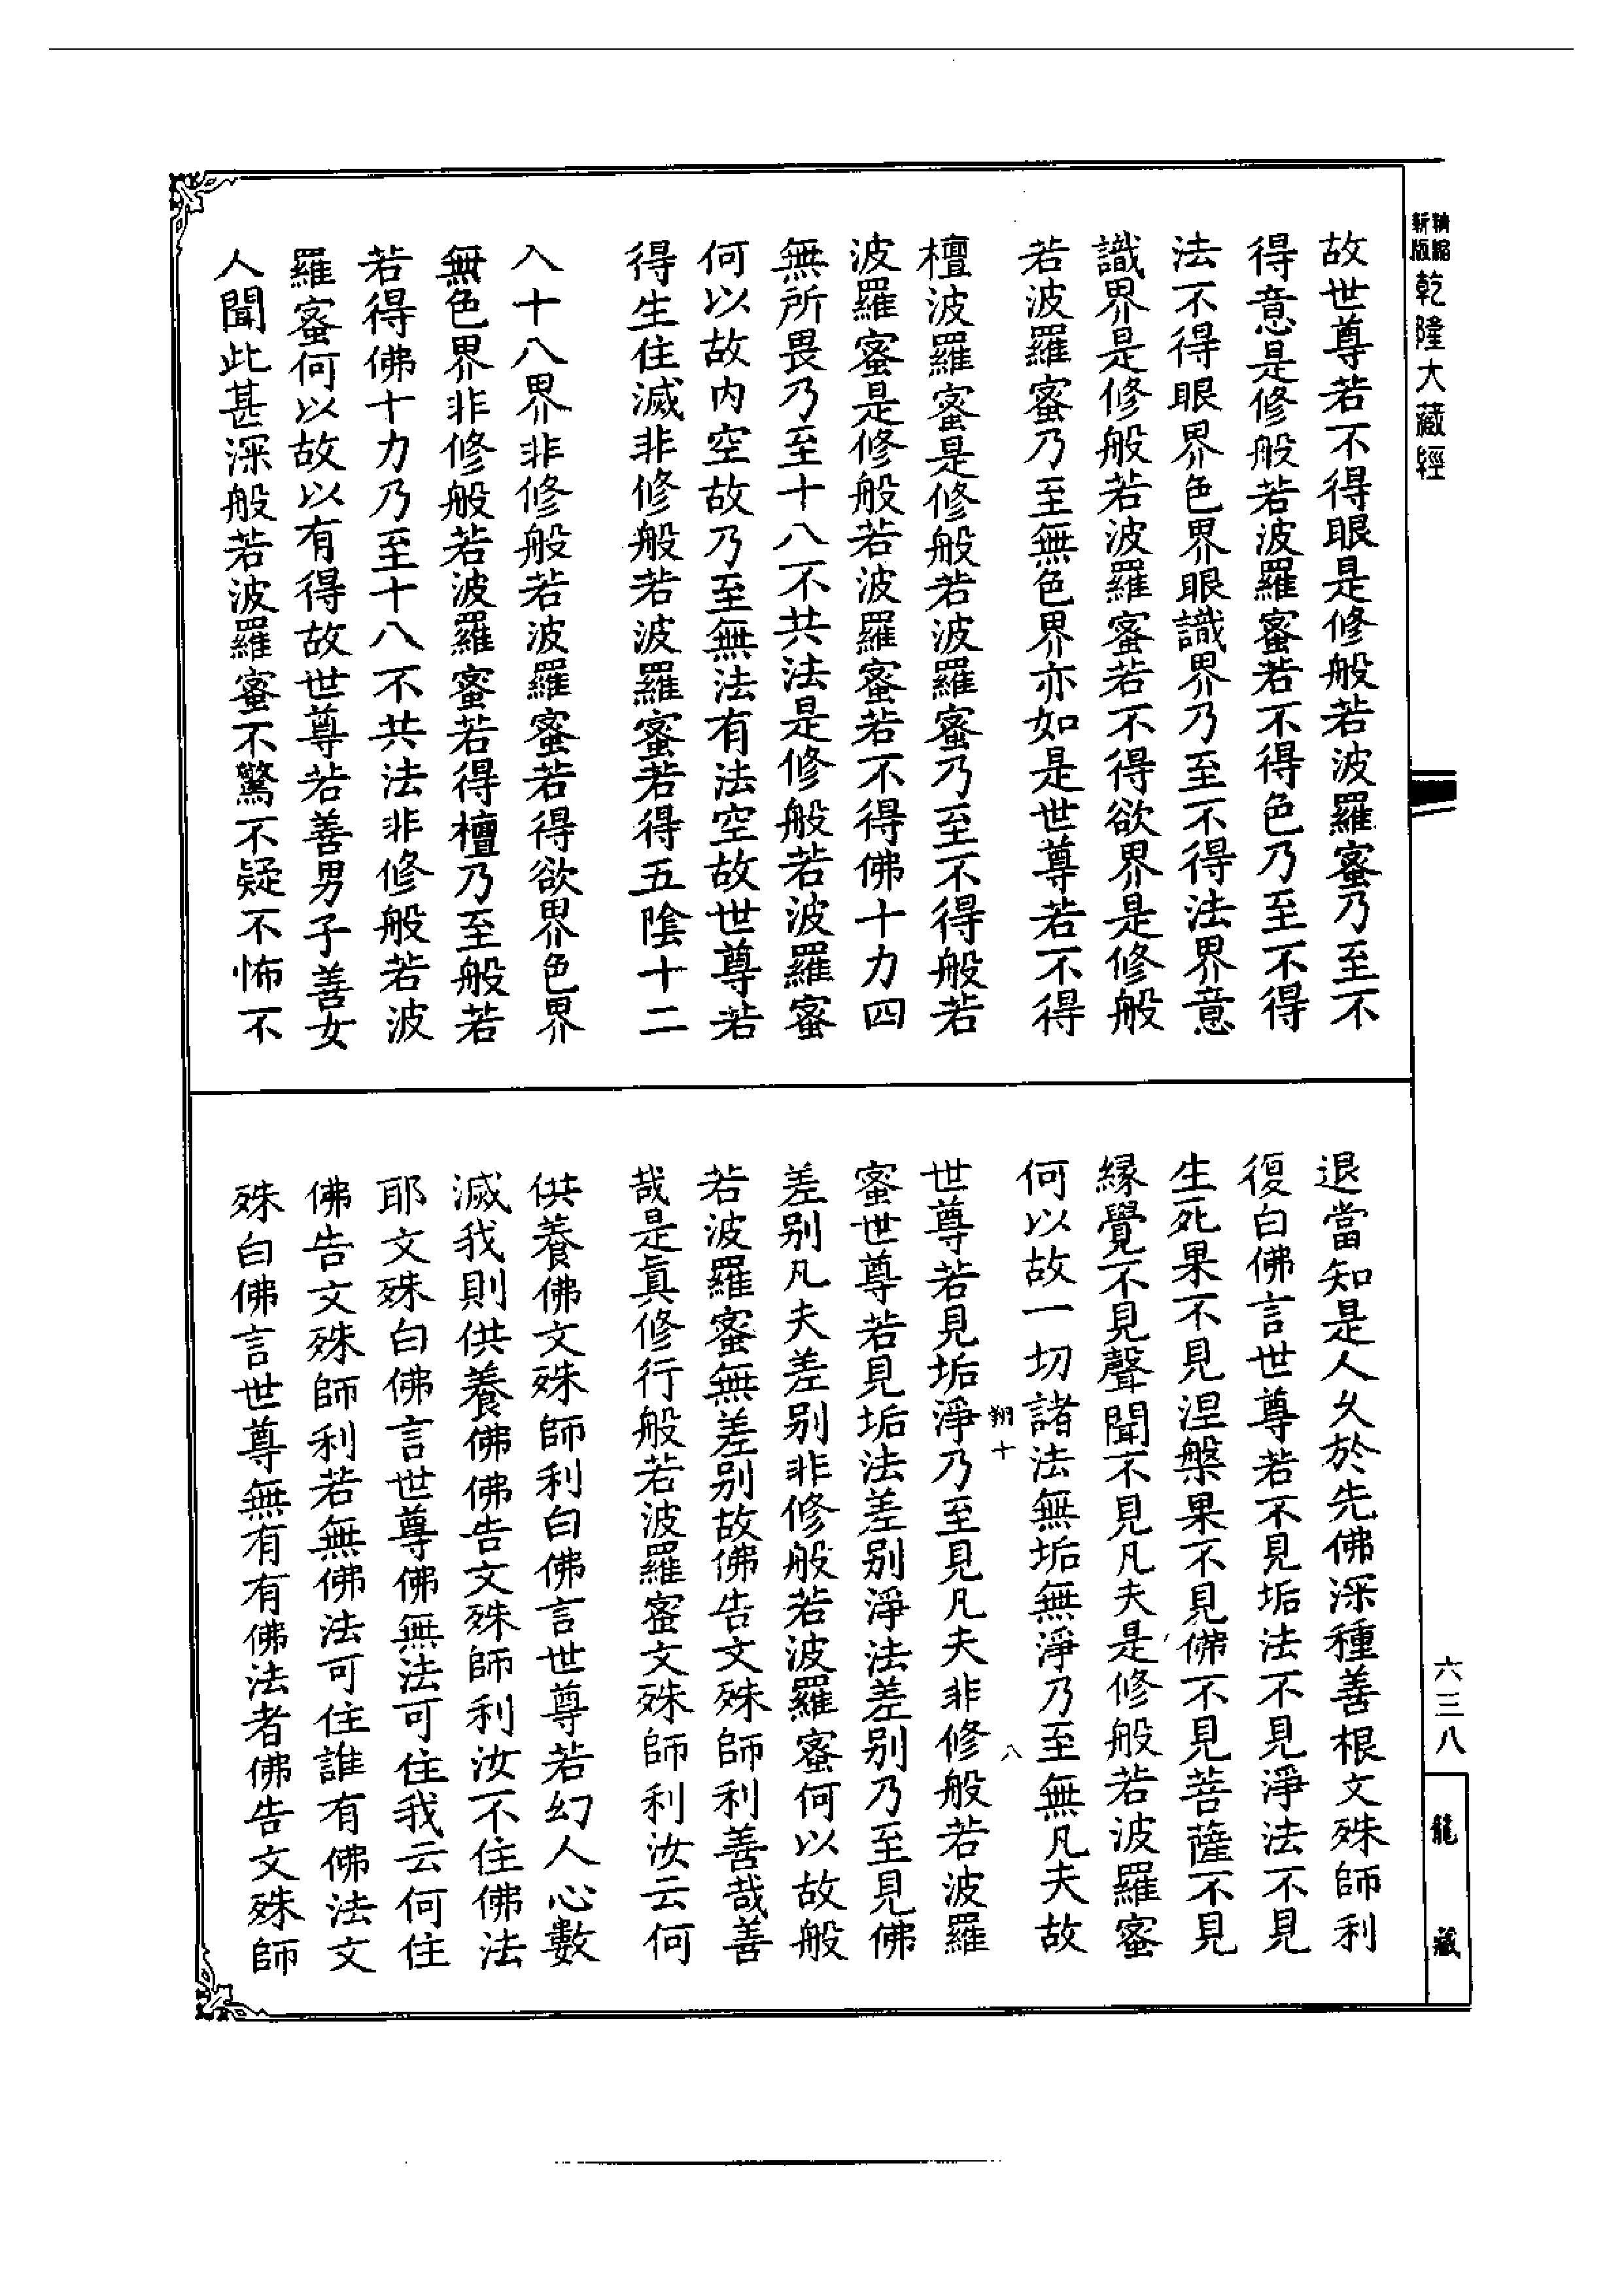 精縮
新版
乾隆大藏經
故世尊若不得眼是修般若波羅蜜乃至不
得意是修般若波羅蜜若不得色乃至不得
法不得眼界色界眼識界乃至不得法界意
識界是修般若波羅蜜若不得欲界是修般
若波羅蜜乃至無色界亦如是世尊若不得
檀波羅蜜是修般若波羅蜜乃至不得般若
波羅蜜是修般若波羅蜜若不得佛十力四
無所畏乃至十八不共法是修般若波羅蜜
何以故内空故乃至無法有法空故世尊若
得生住滅非修般若波羅蜜若得五陰十二
入十八界非修般若波羅蜜若得欲界色界
無色界非修般若波羅蜜若得檀乃至般若
若得佛十力乃至十八不共法非修般若波
羅蜜何以故以有得故世尊若善男子善女
人聞此甚深般若波羅蜜不驚不疑不怖不
退當知是人久於先佛深種善根文殊師利
復白佛言世尊若不見垢法不見淨法不見
生死果不見涅槃果不見佛不見菩薩不見
緣覺不見聲聞不見凡夫是修般若波羅蜜
何以故一切諸法無垢無淨乃至無凡夫故
翔十
八
世尊若見垢淨乃至見凡夫非修般若波羅
蜜世尊若見垢法差别淨法差别乃至見佛
差别凡夫差别非修般若波羅蜜何以故般
若波羅蜜無差别故佛告文殊師利善哉善
哉是真修行般若波羅蜜文殊師利汝云何
供養佛文殊師利白佛言世尊若幻人心數
滅我則供養佛佛告文殊師利汝不住佛法
耶文殊白佛言世尊佛無法可住我云何住
佛告文殊師利若無佛法可住誰有佛法文
殊白佛言世尊無有有佛法者佛告文殊師
六三八
龍藏